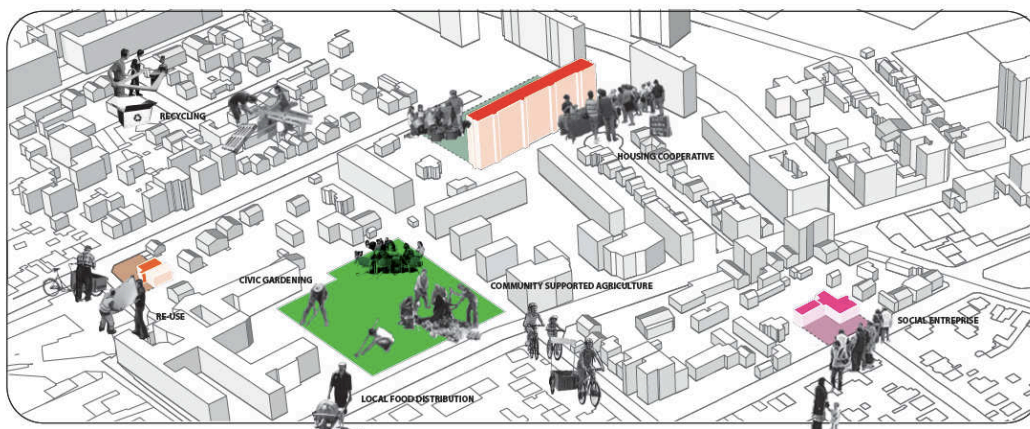 RECYCLING
HOUSING COOPERATIVE
CIVIC GARDENING
COMMUNITY SUPPORTED AGRICULTURE
RE-USE
SOCIAL ENTREPRISE
LOCAL FOOD DISTRIBUTION